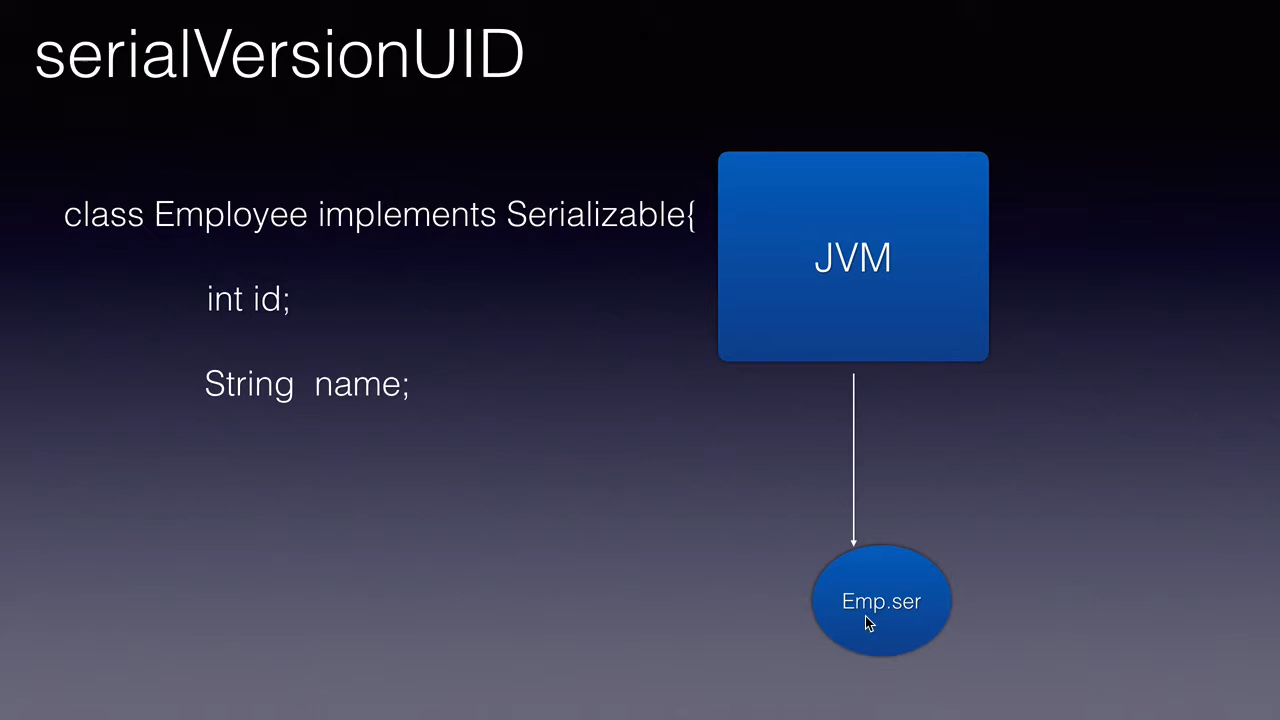 serialVersionUID
class Employee implements Serializable{
int id;
String name;
JVM
Emp.ser